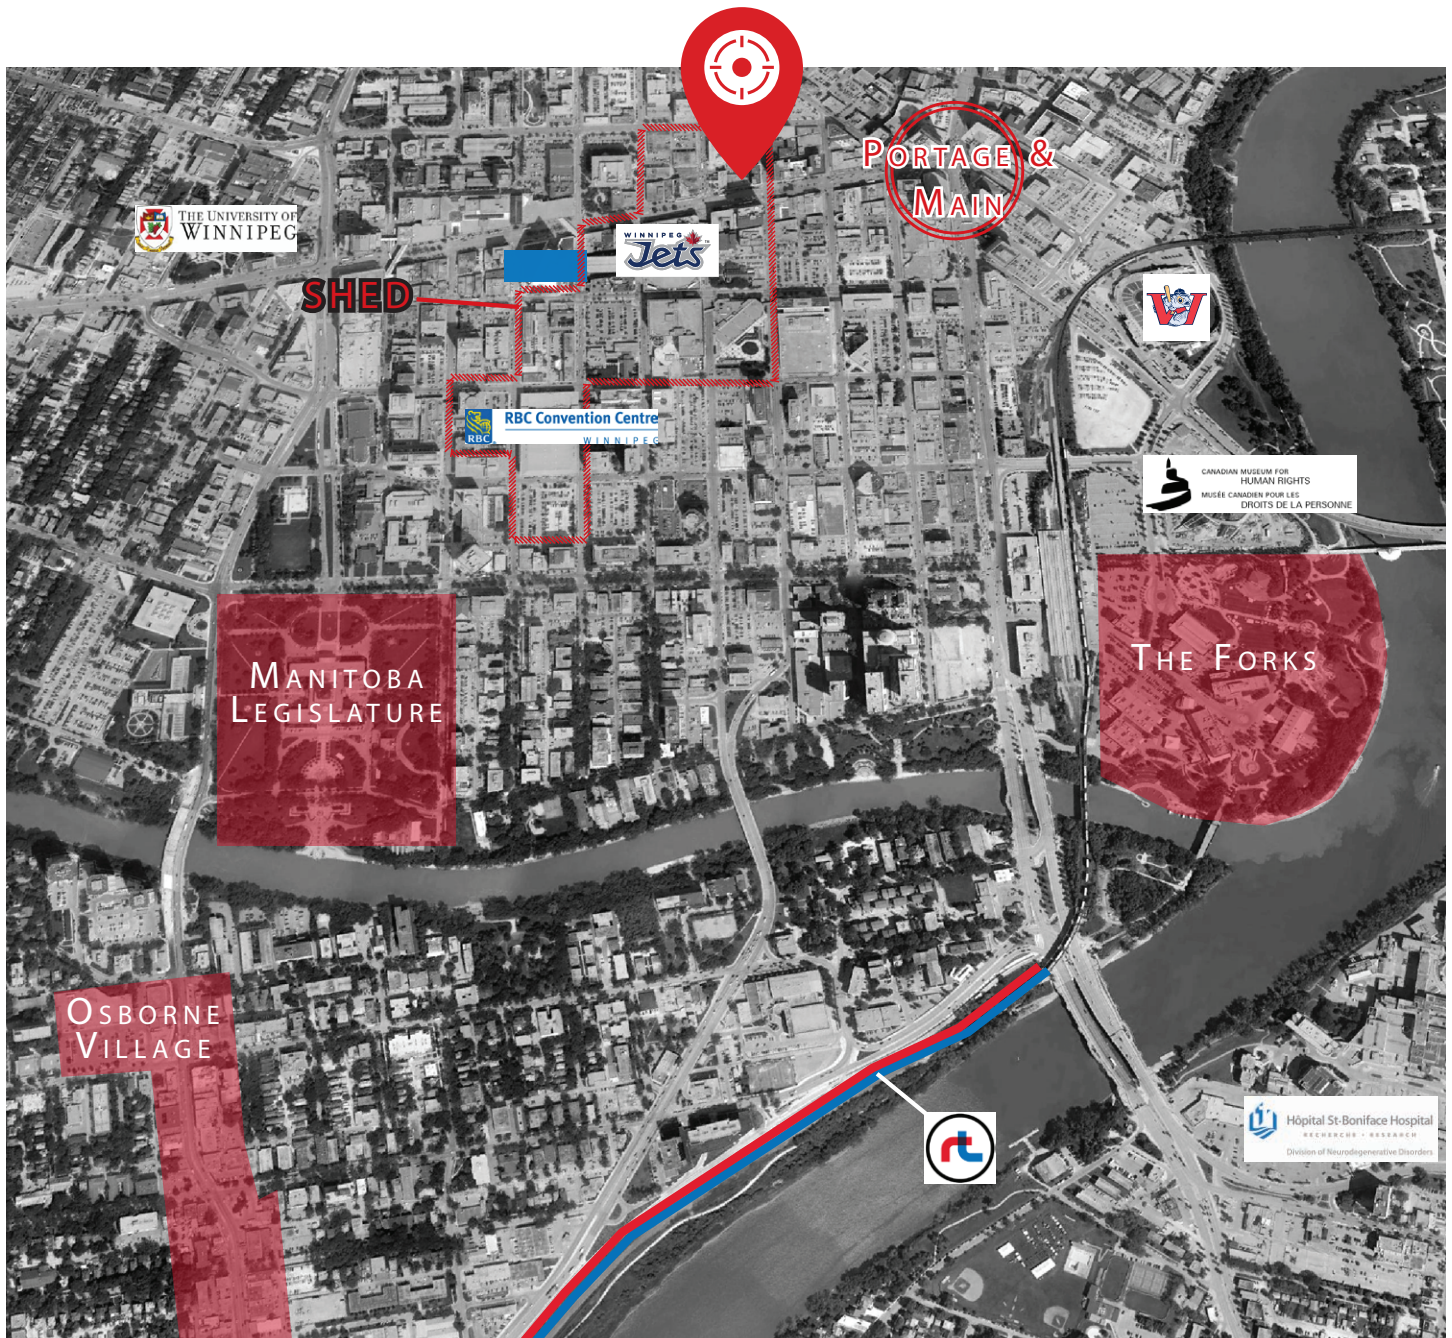 PORTAGE &
MAIN
THE UNIVERSITY OF
WINNIPEG
WINNIPEG
Jets
SHED
W
RBC
RBC Convention Centre
WINNIPEG
CANADIAN MUSEUM FOR
HUMAN RIGHTS
MUSÉE CANADIEN POUR LES
DROITS DE LA PERSONNE
THE FORKS
MANITOBA
LEGISLATURE
OSBORNE
VILLAGE
rt
Hôpital St-Boniface Hospital
RECHERCHE • RESEARCH
Division of Neurodegenerative Disorders